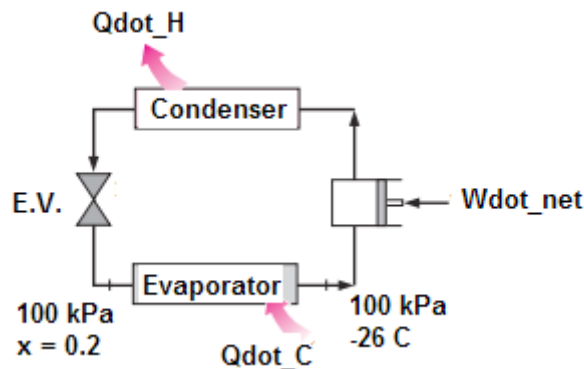 Qdot_H
Condenser
E.V.
Wdot_net
Evaporator
100 kPa
x = 0.2
100 kPa
-26 C
Qdot_C